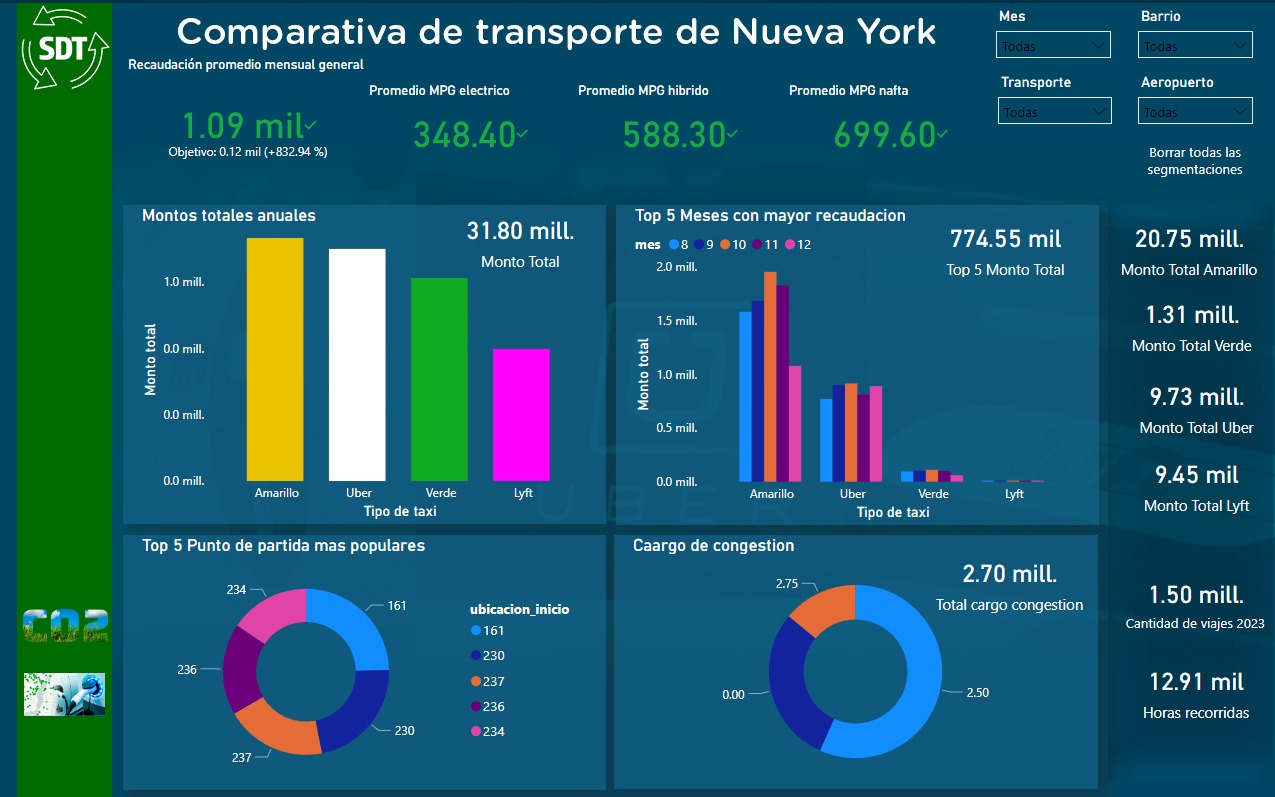 SDT
Comparativa de transporte de Nueva York
Recaudación promedio mensual general
1.09 mil
Objetivo: 0.12 mil (+832.94 %)
Promedio MPG electrico
348.40
Promedio MPG hibrido
588.30
Promedio MPG nafta
699.60
Mes
Todas
Barrio
Todas
Transporte
Todas
Aeropuerto
Todas
Borrar todas las
segmentaciones
Montos totales anuales
31.80 mill.
Monto Total
Monto total
1.0 mill.
0.0 mill.
0.0 mill.
0.0 mill.
Amarillo
Uber
Verde
Lyft
Tipo de taxi
Top 5 Meses con mayor recaudacion
mes 8 9 10 11 12
774.55 mil
Top 5 Monto Total
Monto total
2.0 mill.
1.5 mill.
1.0 mill.
0.5 mill.
0.0 mill.
Amarillo
Uber
Verde
Lyft
Tipo de taxi
UBER
20.75 mill.
Monto Total Amarillo
1.31 mill.
Monto Total Verde
9.73 mill.
Monto Total Uber
9.45 mil
Monto Total Lyft
1.50 mill.
Cantidad de viajes 2023
12.91 mil
Horas recorridas
CO2
Top 5 Punto de partida mas populares
234
161
236
230
237
ubicacion_inicio
161
230
237
236
234
Caargo de congestion
2.70 mill.
Total cargo congestion
2.75
0.00
2.50